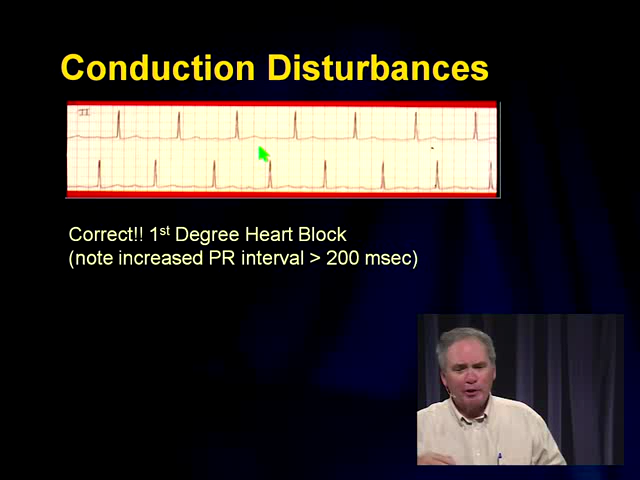 Conduction Disturbances
II
Correct!! 1st Degree Heart Block
(note increased PR interval > 200 msec)